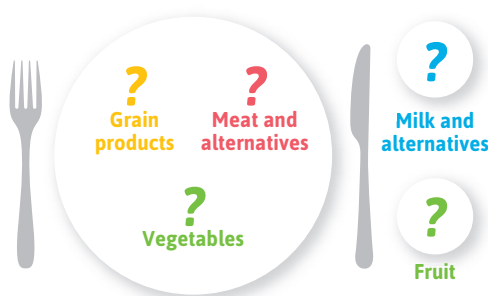 ?
Grain
products
?
Meat and
alternatives
?
Vegetables
?
Milk and
alternatives
?
Fruit